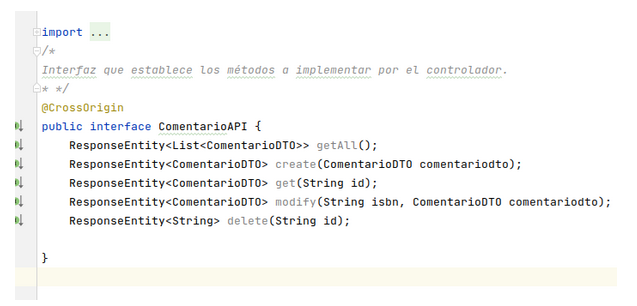 import ...
/*
Interfaz que establece los métodos a implementar por el controlador.
* */
@CrossOrigin
public interface ComentarioAPI {
ResponseEntity<List<ComentarioDTO>> getAll();
ResponseEntity<ComentarioDTO> create(ComentarioDTO comentariodto);
ResponseEntity<ComentarioDTO> get(String id);
ResponseEntity<ComentarioDTO> modify(String isbn, ComentarioDTO comentariodto);
ResponseEntity<String> delete(String id);
}